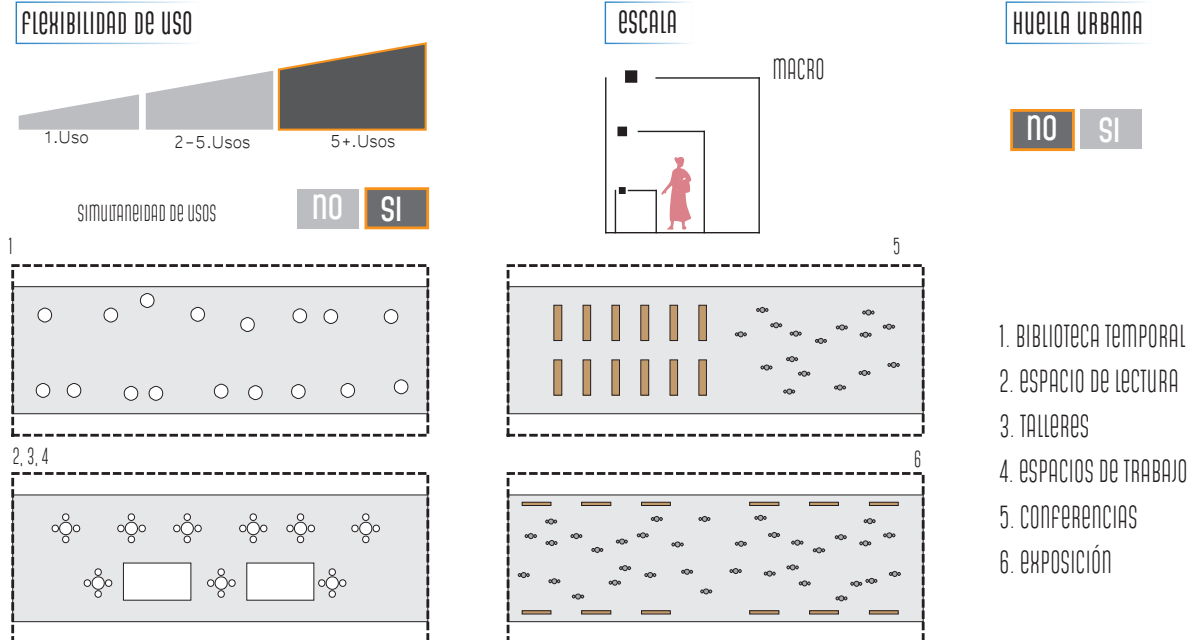 FLEXIBILIDAD DE USO
1.Uso
2-5.Usos
5+.Usos
SIMULTANEIDAD DE USOS
NO
SI
ESCALA
MACRO
HUELLA URBANA
NO
SI
1
5
2, 3, 4
6
1. BIBLIOTECA TEMPORAL
2. ESPACIO DE LECTURA
3. TALLERES
4. ESPACIOS DE TRABAJO
5. CONFERENCIAS
6. EXPOSICIÓN